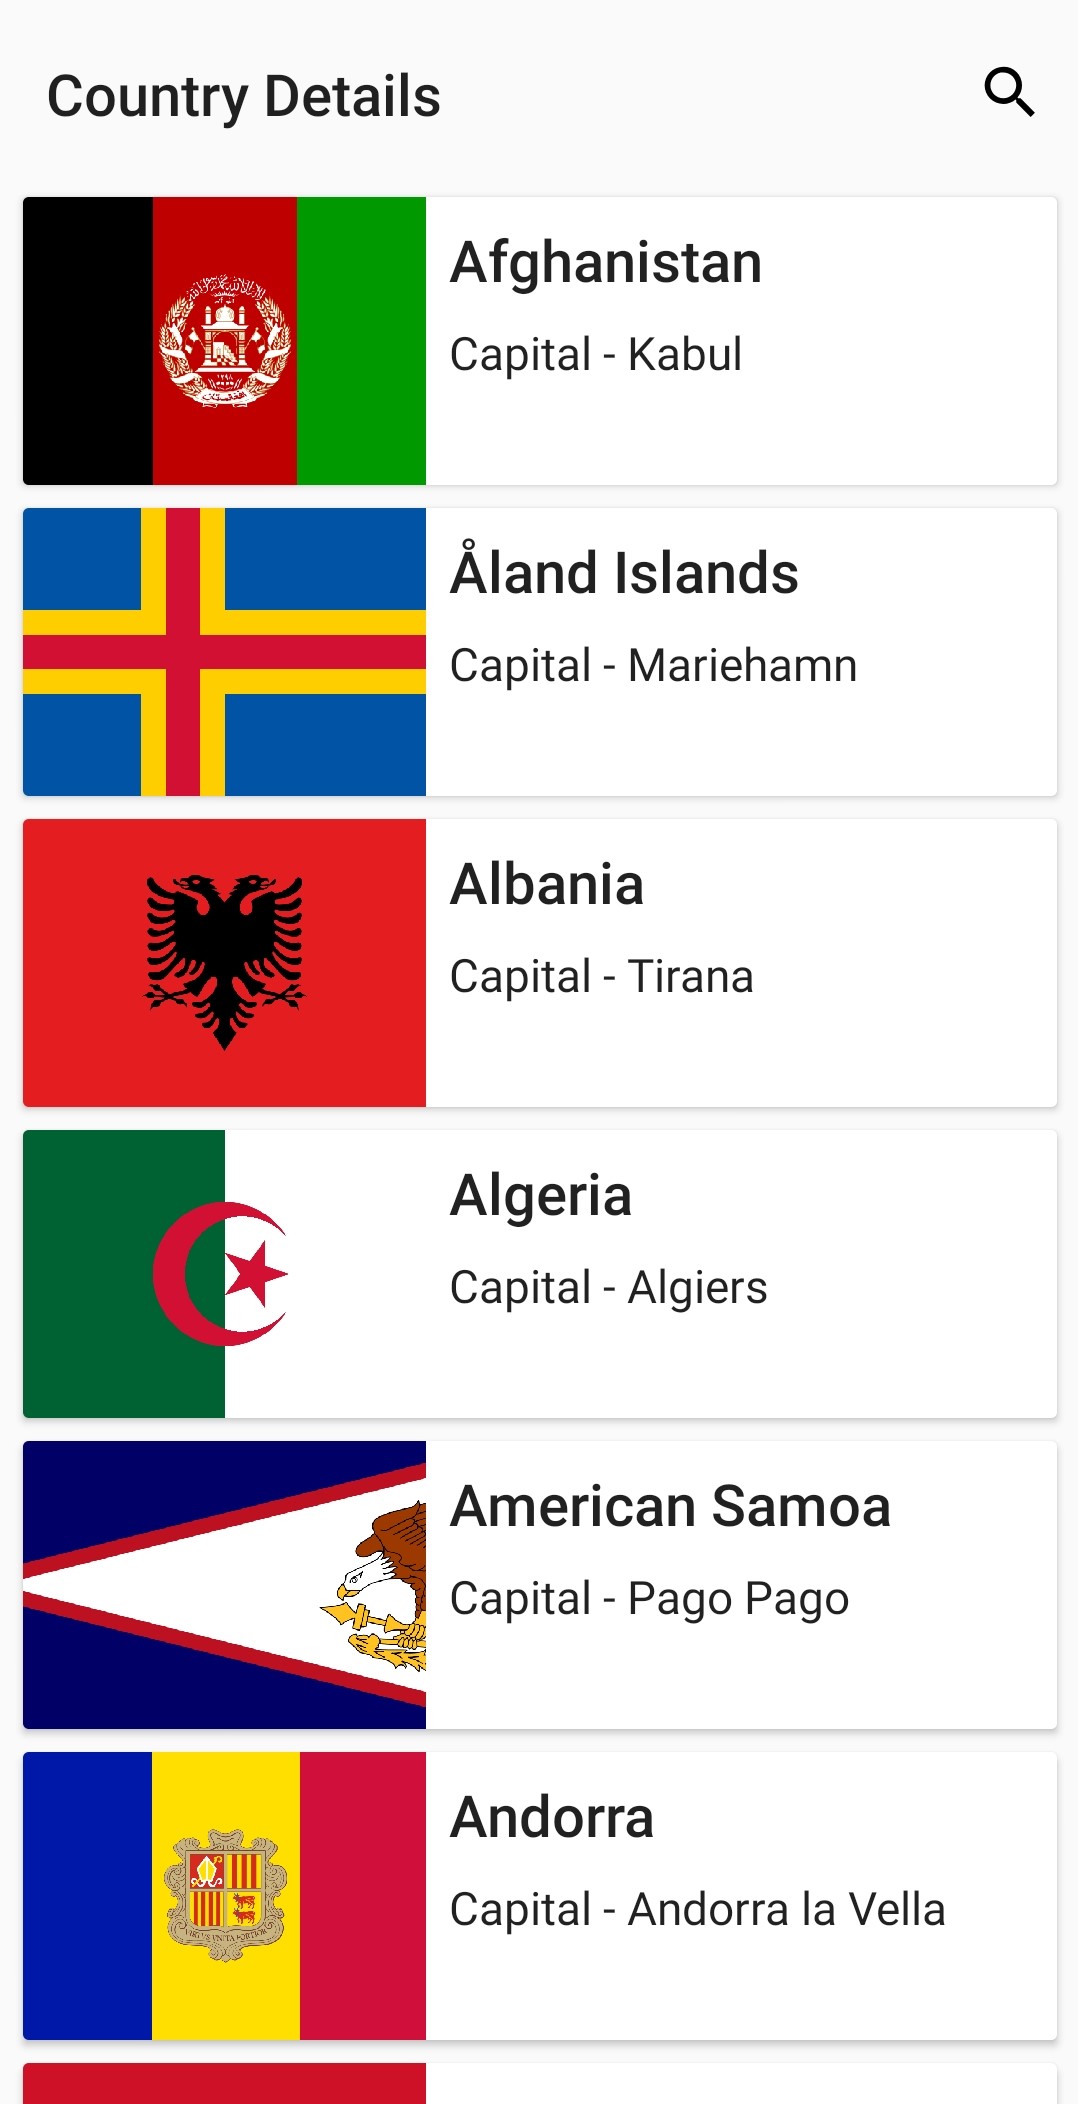 Country Details
Afghanistan
Capital - Kabul
Åland Islands
Capital - Mariehamn
Albania
Capital - Tirana
Algeria
Capital - Algiers
American Samoa
Capital - Pago Pago
Andorra
Capital - Andorra la Vella